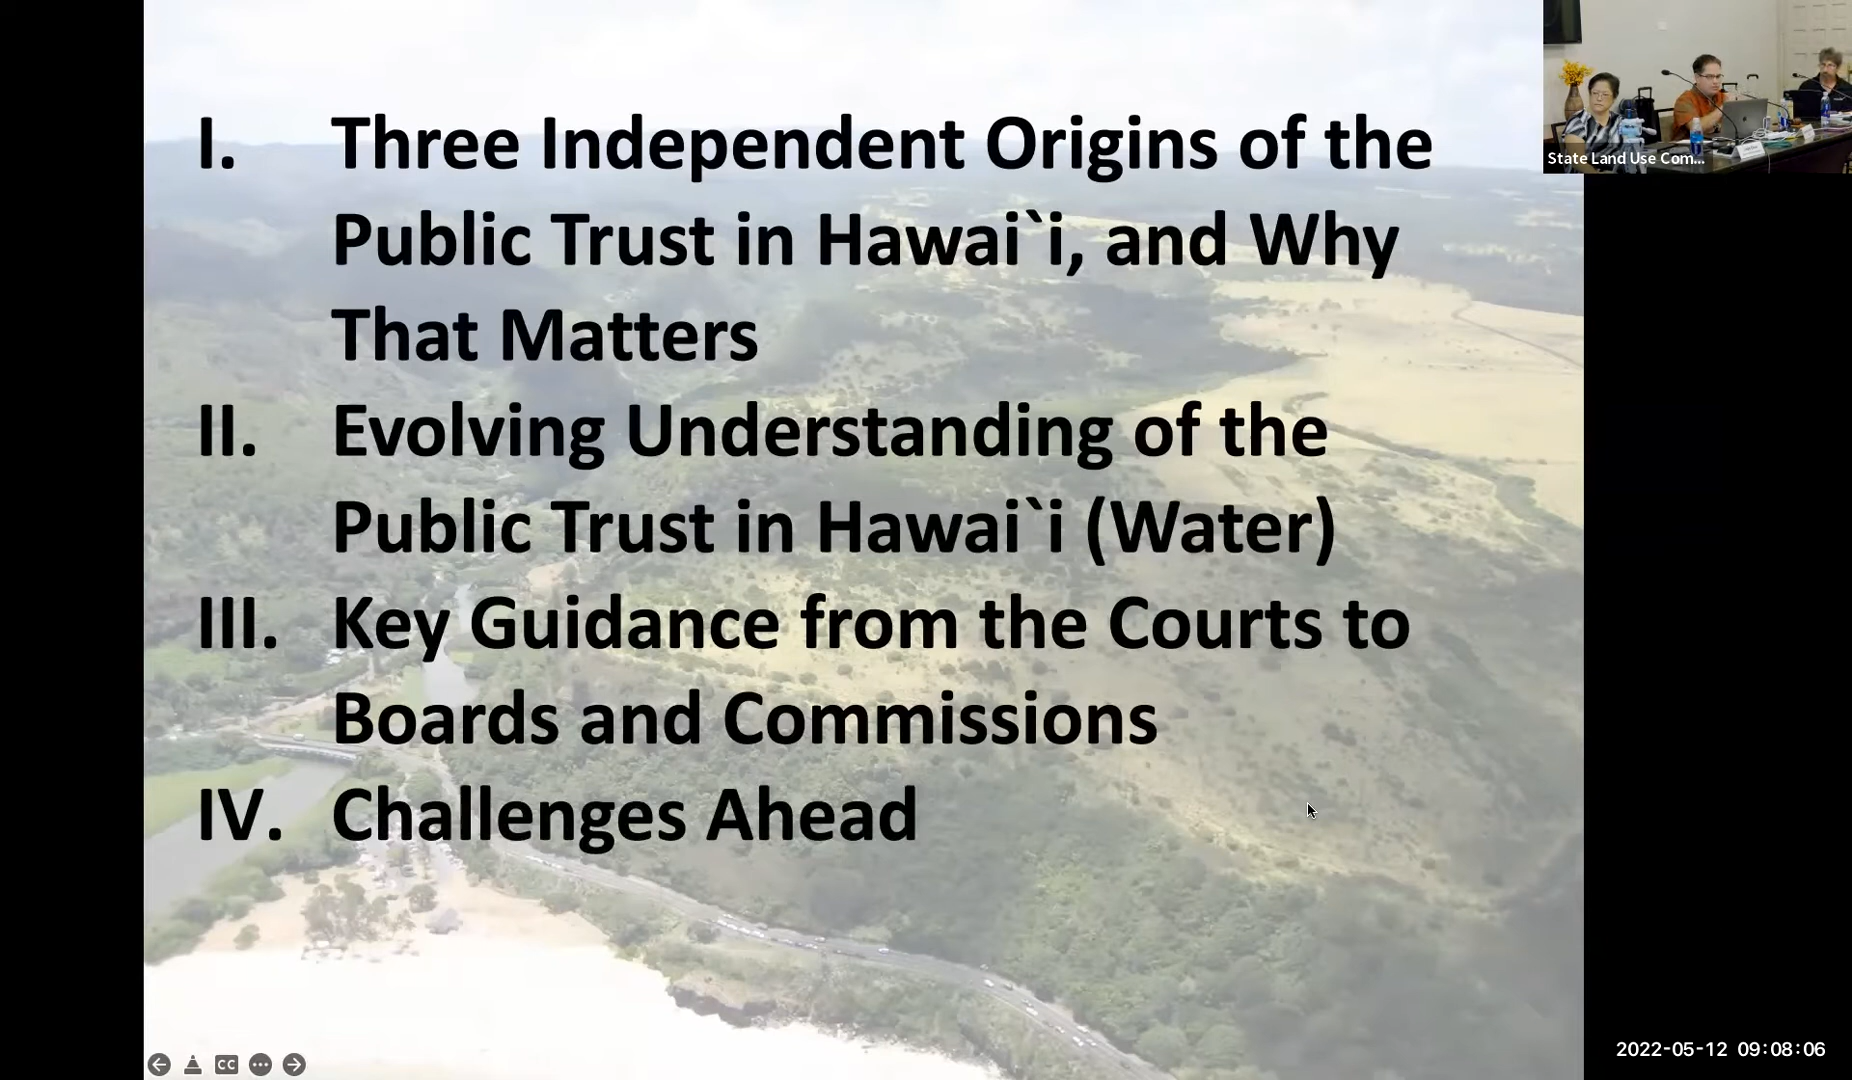 State Land Use Com...
I. Three Independent Origins of the
Public Trust in Hawai`i, and Why
That Matters
II. Evolving Understanding of the
Public Trust in Hawai`i (Water)
III. Key Guidance from the Courts to
Boards and Commissions
IV. Challenges Ahead
CC
2022-05-12 09:08:06